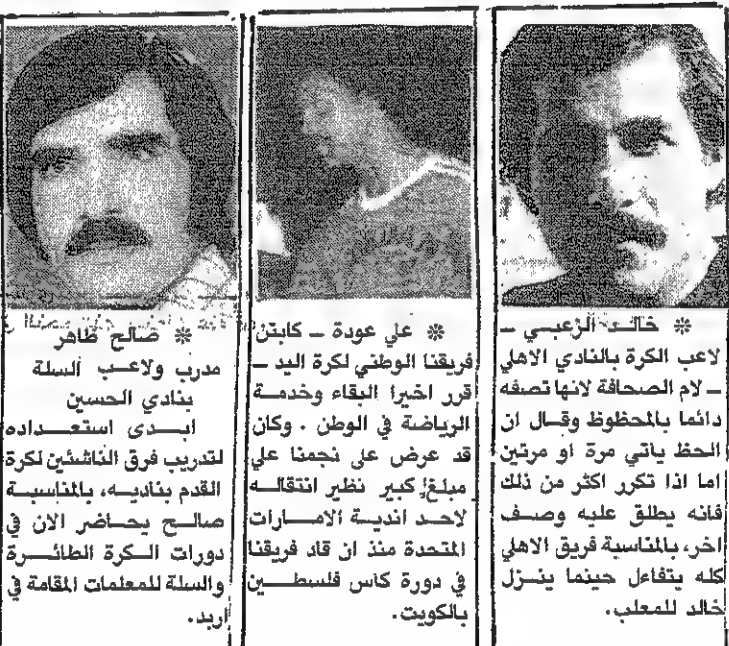 ❊ خالد الزعبي ـ
لاعب الكرة بالنادي الاهلي
ـ لام الصحافة لانها تصفه
دائما بالمحظوظ وقال ان
الحظ ياتي مرة او مرتين
اما اذا تكرر اكثر من ذلك
فانه يطلق عليه وصف
اخر، بالمناسبة فريق الاهلي
كله يتفاعل حينما ينزل
خالد للمعلب.
❊ علي عودة ـ كابتن
فريقنا الوطني لكرة اليد ـ
قرر اخيرا البقاء وخدمة
الرياضة في الوطن . وكان
قد عرض على نجمنا علي
مبلغ كبير نظير انتقاله
لاحد اندية الامارات
المتحدة منذ ان قاد فريقنا
في دورة كاس فلسطين
بالكويت.
❊ صالح ظاهر
مدرب ولاعب السلة
بنادي الحسين
ابدى استعداده
لتدريب فرق الناشئين لكرة
القدم بناديه، بالمناسبة
صالح يحاضر الان في
دورات الكرة الطائرة
والسلة للمعلمات المقامة في
اربد.